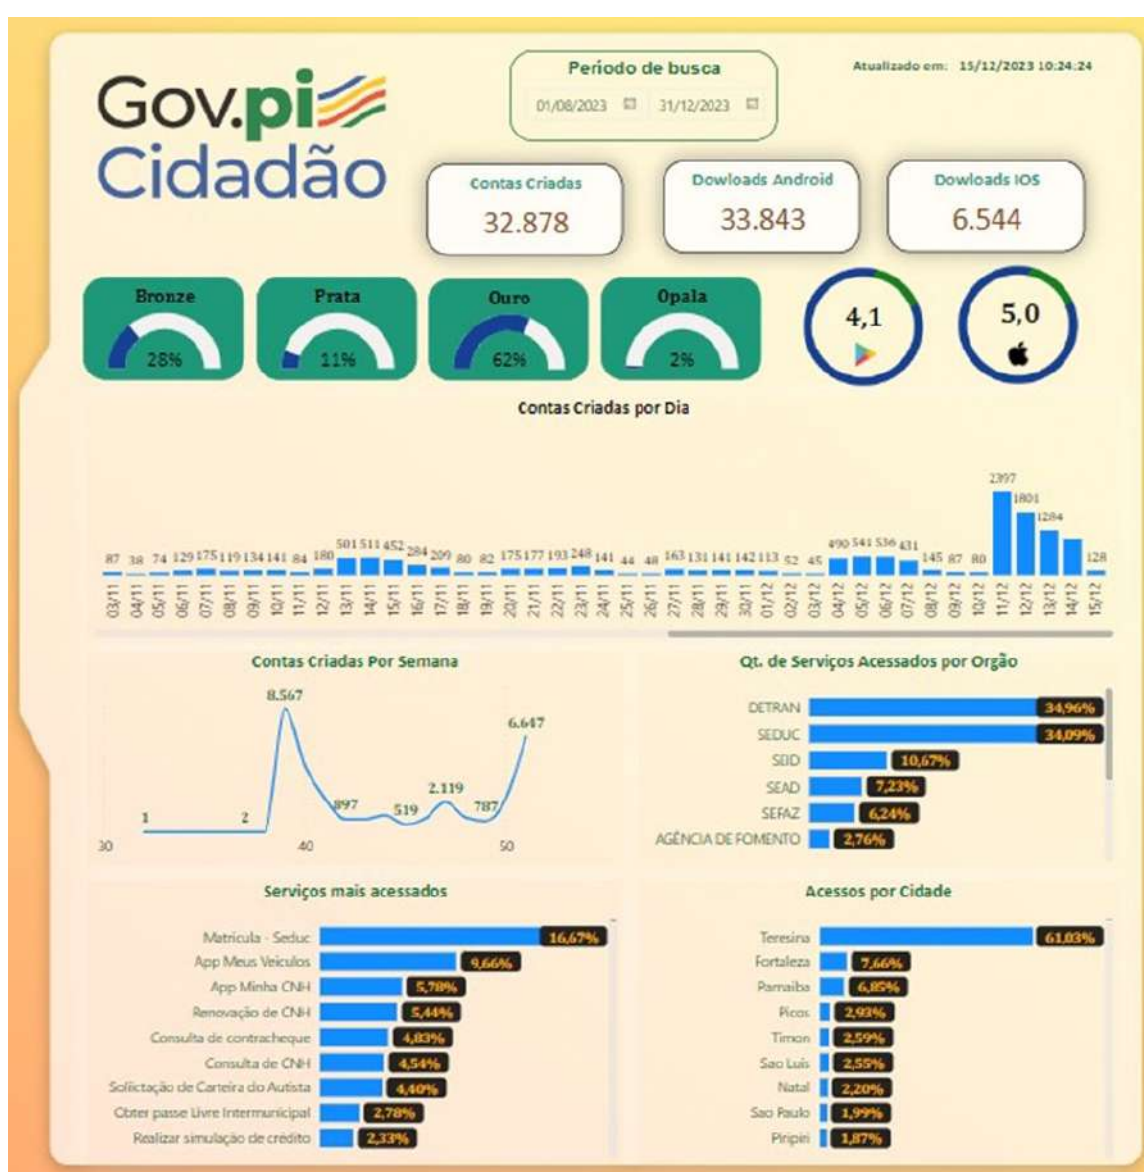 Gov.pi
Cidadão
Período de busca
01/08/2023 31/12/2023
Atualizado em: 15/12/2023 10:24:24
Contas Criadas
32.878
Dowloads Android
33.843
Dowloads IOS
6.544
Bronze
28%
Prata
11%
Ouro
62%
Opala
2%
4,1
5,0
Contas Criadas por Dia
87 38 74 129 175 119 134 141 84 180 501 511 452 284 209 80 82 175 177 193 248 141 44 48 163 131 141 142 113 52 45 490 541 536 431 145 87 80 2397 1801 1284 128
03/11 04/11 05/11 06/11 07/11 08/11 09/11 10/11 11/11 12/11 13/11 14/11 15/11 16/11 17/11 18/11 19/11 20/11 21/11 22/11 23/11 24/11 25/11 26/11 27/11 28/11 29/11 30/11 01/12 02/12 03/12 04/12 05/12 06/12 07/12 08/12 09/12 10/12 11/12 12/12 13/12 14/12 15/12
Contas Criadas Por Semana
8.567
6.647
2.119
897
519
787
1
2
30 40 50
Qt. de Serviços Acessados por Orgão
DETRAN 34,96%
SEDUC 34,09%
SEID 10,67%
SEAD 7,23%
SEFAZ 6,24%
AGÊNCIA DE FOMENTO 2,76%
Serviços mais acessados
Matrícula - Seduc 16,67%
App Meus Veiculos 9,66%
App Minha CNH 5,78%
Renovação de CNH 5,44%
Consulta de contracheque 4,83%
Consulta de CNH 4,54%
Soliictação de Carteira do Autista 4,40%
Obter passe Livre Intermunicipal 2,78%
Realizar simulação de crédito 2,33%
Acessos por Cidade
Teresina 61,03%
Fortaleza 7,66%
Parnaiba 6,85%
Picos 2,93%
Timon 2,59%
Sao Luis 2,55%
Natal 2,20%
Sao Paulo 1,99%
Piripiri 1,87%